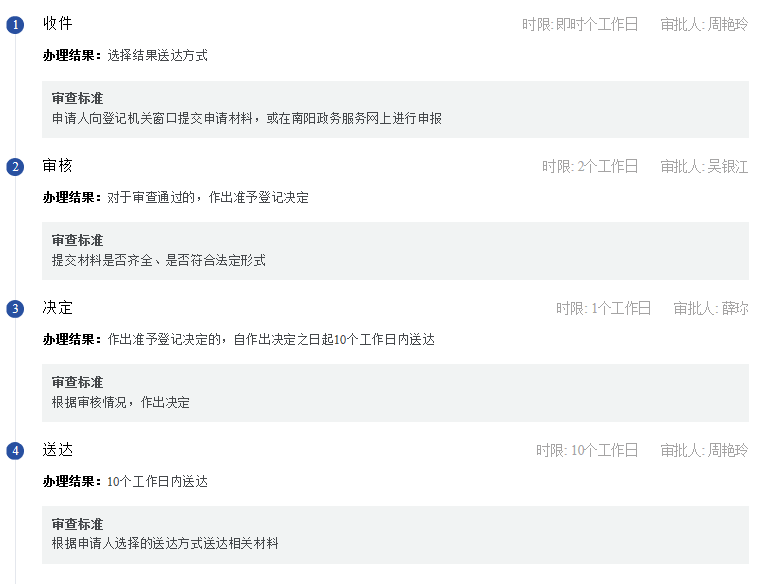 1 收件 时限: 即时个工作日 审批人: 周艳玲
办理结果：选择结果送达方式
审查标准
申请人向登记机关窗口提交申请材料，或在南阳政务服务网上进行申报
2 审核 时限: 2个工作日 审批人: 吴银江
办理结果：对于审查通过的，作出准予登记决定
审查标准
提交材料是否齐全、是否符合法定形式
3 决定 时限: 1个工作日 审批人: 薛珎
办理结果：作出准予登记决定的，自作出决定之日起10个工作日内送达
审查标准
根据审核情况，作出决定
4 送达 时限: 10个工作日 审批人: 周艳玲
办理结果：10个工作日内送达
审查标准
根据申请人选择的送达方式送达相关材料